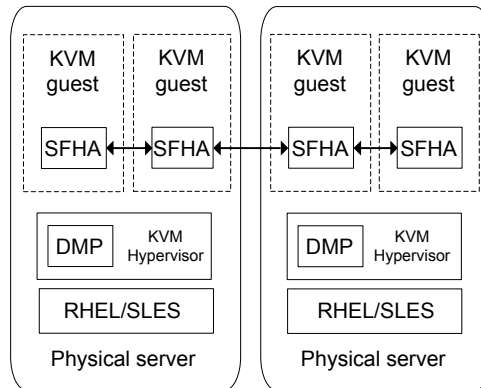 KVM
guest
KVM
guest
SFHA
SFHA
DMP
KVM
Hypervisor
RHEL/SLES
Physical server
KVM
guest
KVM
guest
SFHA
SFHA
DMP
KVM
Hypervisor
RHEL/SLES
Physical server